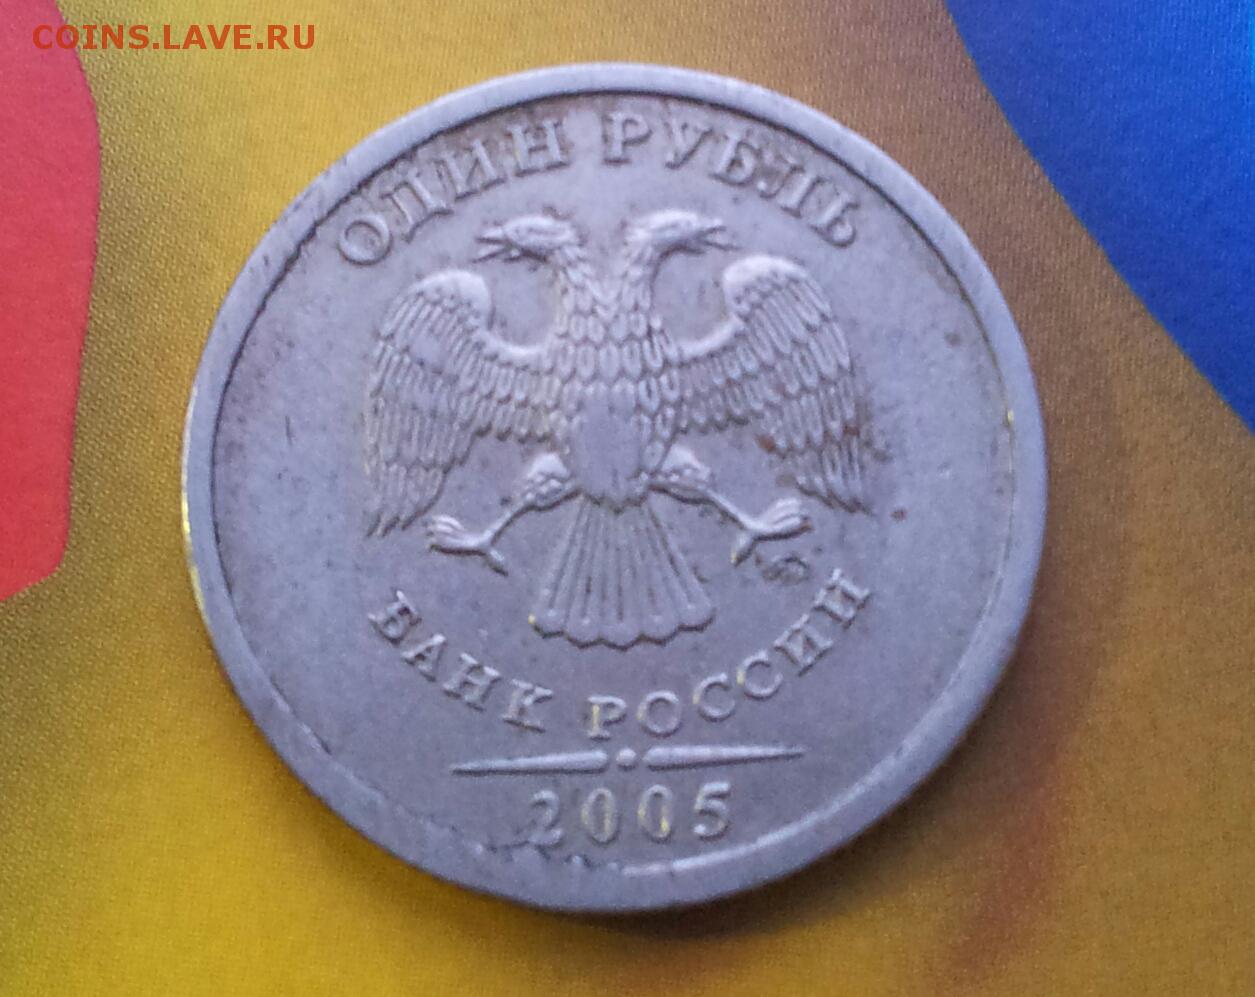 COINS.LAVE.RU
ОДИН РУБЛЬ
БАНК РОССИИ
2005